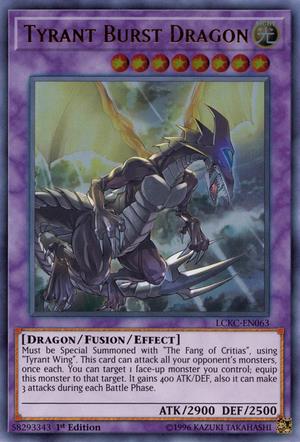 TYRANT BURST DRAGON
光
LCKC-EN063
[Dragon/Fusion/Effect]
Must be Special Summoned with "The Fang of Critias", using
"Tyrant Wing". This card can attack all your opponent's monsters,
once each. You can target 1 face-up monster you control; equip
this monster to that target. It gains 400 ATK/DEF, also it can make
3 attacks during each Battle Phase.
ATK/2900 DEF/2500
58293343 1st Edition ©1996 KAZUKI TAKAHASHI